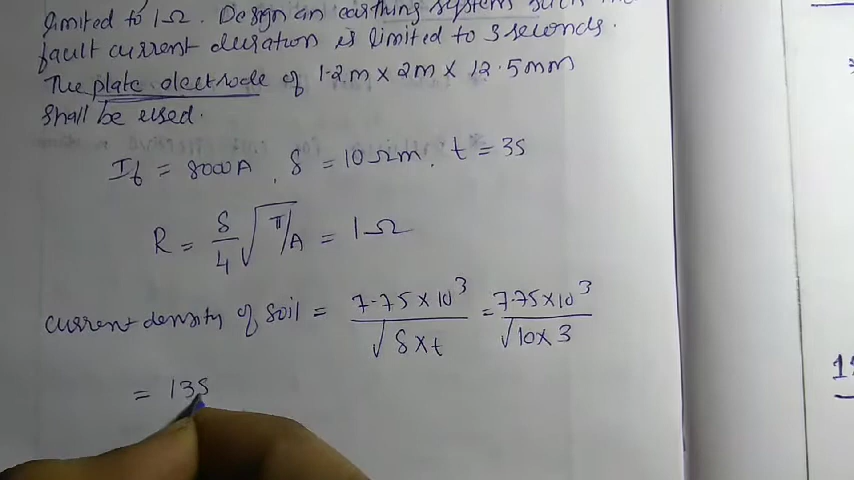 limited to 1Ω. Design an earthing system such
fault current duration is limited to 3 seconds.
The plate electrode of 1.2m × 2m × 12.5mm
shall be used.
If = 8000A, δ = 10Ωm, t = 3S
R = δ/4 √π/A = 1Ω
current density of soil = 7.75×10³/√δ×t = 7.75×10³/√10×3
= 135